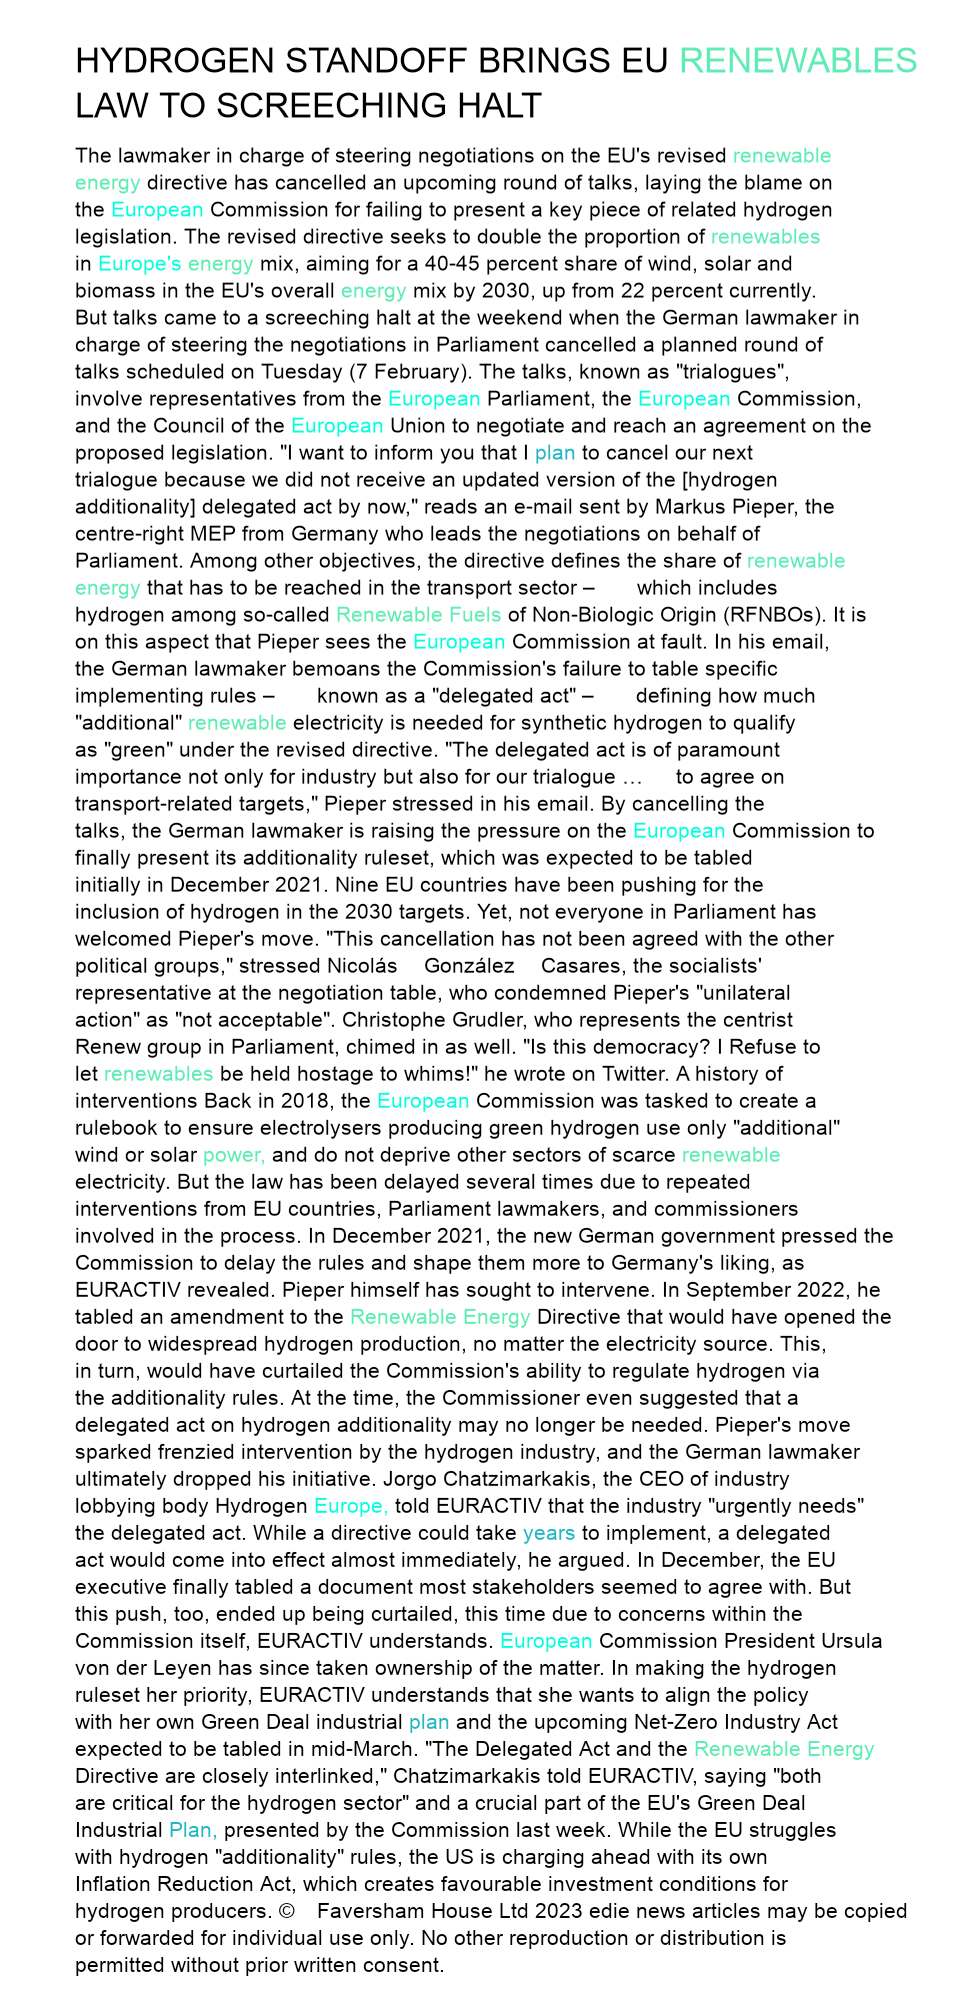 HYDROGEN STANDOFF BRINGS EU RENEWABLES
LAW TO SCREECHING HALT
The lawmaker in charge of steering negotiations on the EU's revised renewable
energy directive has cancelled an upcoming round of talks, laying the blame on
the European Commission for failing to present a key piece of related hydrogen
legislation. The revised directive seeks to double the proportion of renewables
in Europe's energy mix, aiming for a 40-45 percent share of wind, solar and
biomass in the EU's overall energy mix by 2030, up from 22 percent currently.
But talks came to a screeching halt at the weekend when the German lawmaker in
charge of steering the negotiations in Parliament cancelled a planned round of
talks scheduled on Tuesday (7 February). The talks, known as "trialogues",
involve representatives from the European Parliament, the European Commission,
and the Council of the European Union to negotiate and reach an agreement on the
proposed legislation. "I want to inform you that I plan to cancel our next
trialogue because we did not receive an updated version of the [hydrogen
additionality] delegated act by now," reads an e-mail sent by Markus Pieper, the
centre-right MEP from Germany who leads the negotiations on behalf of
Parliament. Among other objectives, the directive defines the share of renewable
energy that has to be reached in the transport sector – which includes
hydrogen among so-called Renewable Fuels of Non-Biologic Origin (RFNBOs). It is
on this aspect that Pieper sees the European Commission at fault. In his email,
the German lawmaker bemoans the Commission's failure to table specific
implementing rules – known as a "delegated act" – defining how much
"additional" renewable electricity is needed for synthetic hydrogen to qualify
as "green" under the revised directive. "The delegated act is of paramount
importance not only for industry but also for our trialogue … to agree on
transport-related targets," Pieper stressed in his email. By cancelling the
talks, the German lawmaker is raising the pressure on the European Commission to
finally present its additionality ruleset, which was expected to be tabled
initially in December 2021. Nine EU countries have been pushing for the
inclusion of hydrogen in the 2030 targets. Yet, not everyone in Parliament has
welcomed Pieper's move. "This cancellation has not been agreed with the other
political groups," stressed Nicolás González Casares, the socialists'
representative at the negotiation table, who condemned Pieper's "unilateral
action" as "not acceptable". Christophe Grudler, who represents the centrist
Renew group in Parliament, chimed in as well. "Is this democracy? I Refuse to
let renewables be held hostage to whims!" he wrote on Twitter. A history of
interventions Back in 2018, the European Commission was tasked to create a
rulebook to ensure electrolysers producing green hydrogen use only "additional"
wind or solar power, and do not deprive other sectors of scarce renewable
electricity. But the law has been delayed several times due to repeated
interventions from EU countries, Parliament lawmakers, and commissioners
involved in the process. In December 2021, the new German government pressed the
Commission to delay the rules and shape them more to Germany's liking, as
EURACTIV revealed. Pieper himself has sought to intervene. In September 2022, he
tabled an amendment to the Renewable Energy Directive that would have opened the
door to widespread hydrogen production, no matter the electricity source. This,
in turn, would have curtailed the Commission's ability to regulate hydrogen via
the additionality rules. At the time, the Commissioner even suggested that a
delegated act on hydrogen additionality may no longer be needed. Pieper's move
sparked frenzied intervention by the hydrogen industry, and the German lawmaker
ultimately dropped his initiative. Jorgo Chatzimarkakis, the CEO of industry
lobbying body Hydrogen Europe, told EURACTIV that the industry "urgently needs"
the delegated act. While a directive could take years to implement, a delegated
act would come into effect almost immediately, he argued. In December, the EU
executive finally tabled a document most stakeholders seemed to agree with. But
this push, too, ended up being curtailed, this time due to concerns within the
Commission itself, EURACTIV understands. European Commission President Ursula
von der Leyen has since taken ownership of the matter. In making the hydrogen
ruleset her priority, EURACTIV understands that she wants to align the policy
with her own Green Deal industrial plan and the upcoming Net-Zero Industry Act
expected to be tabled in mid-March. "The Delegated Act and the Renewable Energy
Directive are closely interlinked," Chatzimarkakis told EURACTIV, saying "both
are critical for the hydrogen sector" and a crucial part of the EU's Green Deal
Industrial Plan, presented by the Commission last week. While the EU struggles
with hydrogen "additionality" rules, the US is charging ahead with its own
Inflation Reduction Act, which creates favourable investment conditions for
hydrogen producers. © Faversham House Ltd 2023 edie news articles may be copied
or forwarded for individual use only. No other reproduction or distribution is
permitted without prior written consent.